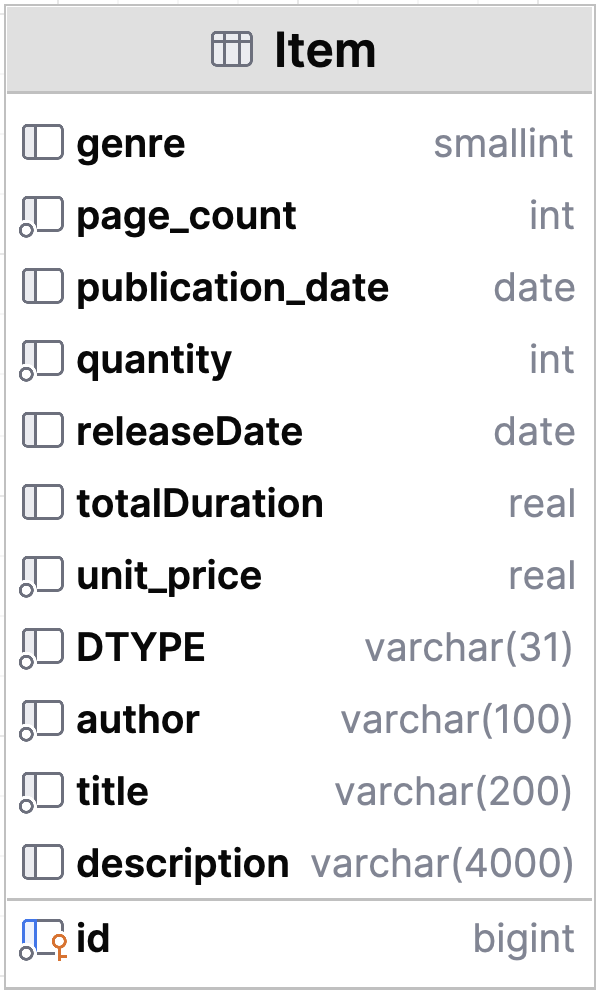 Item
genre smallint
page_count int
publication_date date
quantity int
releaseDate date
totalDuration real
unit_price real
DTYPE varchar(31)
author varchar(100)
title varchar(200)
description varchar(4000)
id bigint